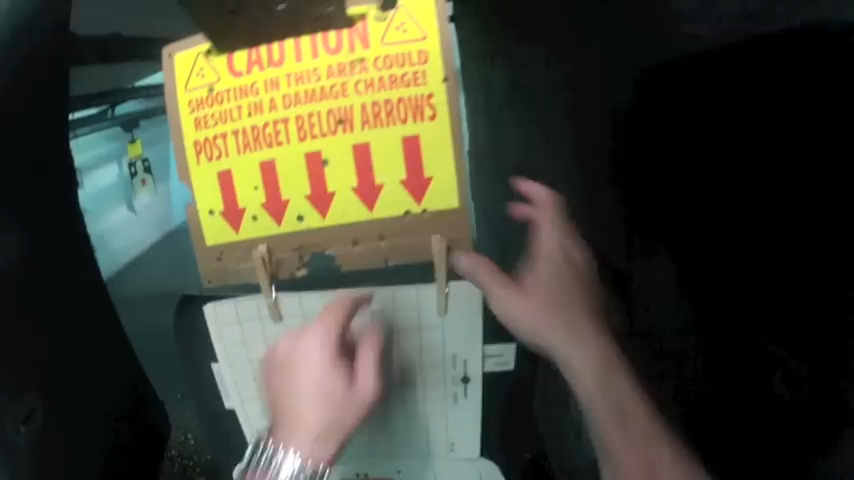 CAUTION
SHOOTING IN THIS AREA COULD
RESULT IN A DAMAGE CHARGE!
POST TARGET BELOW ARROWS